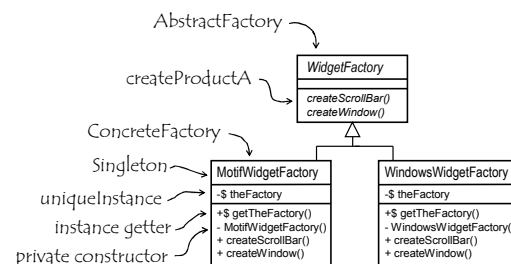 AbstractFactory
WidgetFactory
createProductA
createScrollBar()
createWindow()
ConcreteFactory
Singleton
MotifWidgetFactory
WindowsWidgetFactory
uniqueInstance
-$ theFactory
-$ theFactory
instance getter
+$ getTheFactory()
- MotifWidgetFactory()
+ createScrollBar()
+ createWindow()
+$ getTheFactory()
- WindowsWidgetFactory()
+ createScrollBar()
+ createWindow()
private constructor